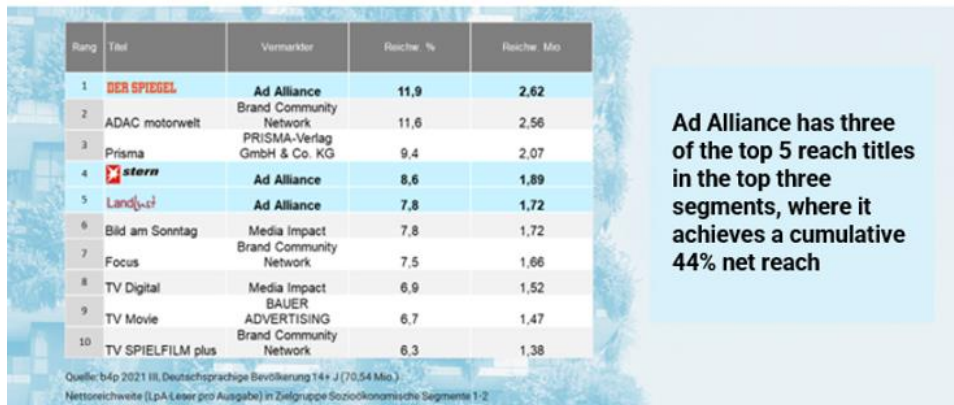 Rang Titel Vermarkter Reichw. % Reichw. Mio
1 DER SPIEGEL Ad Alliance 11,9 2,62
2 ADAC motorwelt Brand Community Network 11,6 2,56
3 Prisma PRISMA-Verlag GmbH & Co. KG 9,4 2,07
4 stern Ad Alliance 8,6 1,89
5 Landlust Ad Alliance 7,8 1,72
6 Bild am Sonntag Media Impact 7,8 1,72
7 Focus Brand Community Network 7,5 1,66
8 TV Digital Media Impact 6,9 1,52
9 TV Movie BAUER ADVERTISING 6,7 1,47
10 TV SPIELFILM plus Brand Community Network 6,3 1,38
Quelle: b4p 2021 III, Deutschsprachige Bevölkerung 14+ J (70,54 Mio.)
Nettoreichweite (LpA-Leser pro Ausgabe) in Zielgruppe Sozioökonomische Segmente 1-2
Ad Alliance has three
of the top 5 reach titles
in the top three
segments, where it
achieves a cumulative
44% net reach